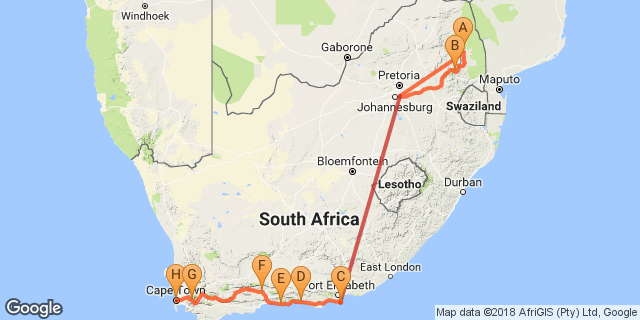 Windhoek
Gaborone
A
B
Pretoria
Maputo
Johannesburg
Swaziland
Bloemfontein
Lesotho
Durban
South Africa
East London
H G
F
E D
C
Cape Town
Port Elizabeth
Google
Map data ©2018 AfriGIS (Pty) Ltd, Google